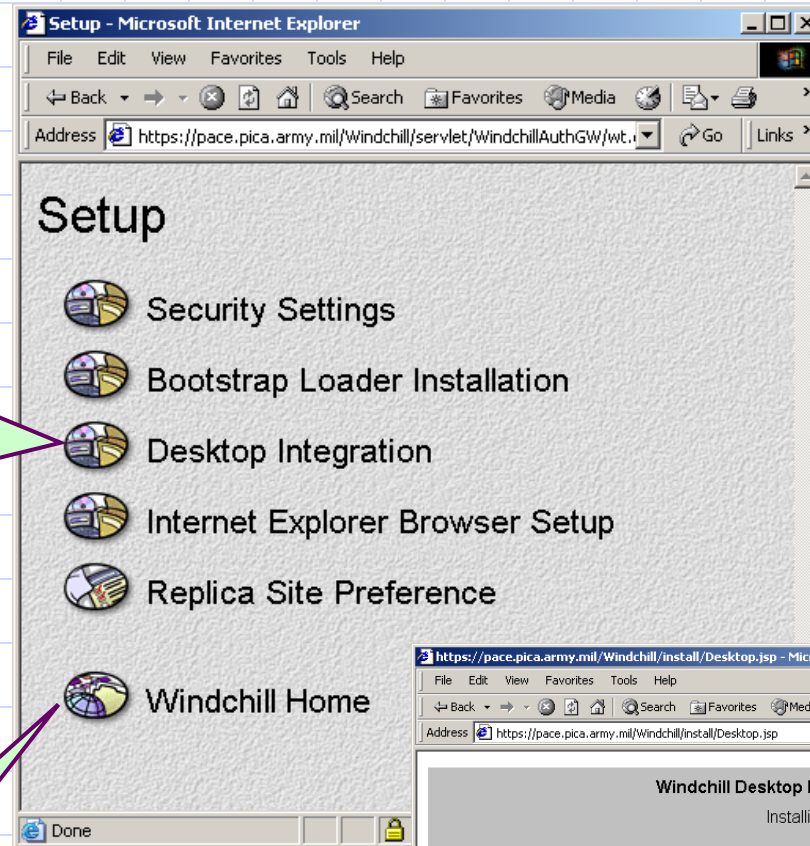 Setup - Microsoft Internet Explorer
File Edit View Favorites Tools Help
Back Search Favorites Media
Address https://pace.pica.army.mil/Windchill/servlet/WindchillAuthGW/wt. Go Links
Setup
Security Settings
Bootstrap Loader Installation
Desktop Integration
Internet Explorer Browser Setup
Replica Site Preference
Windchill Home
Done
https://pace.pica.army.mil/Windchill/install/Desktop.jsp - Mic
File Edit View Favorites Tools Help
Back Search Favorites Med
Address https://pace.pica.army.mil/Windchill/install/Desktop.jsp
Windchill Desktop
Installi